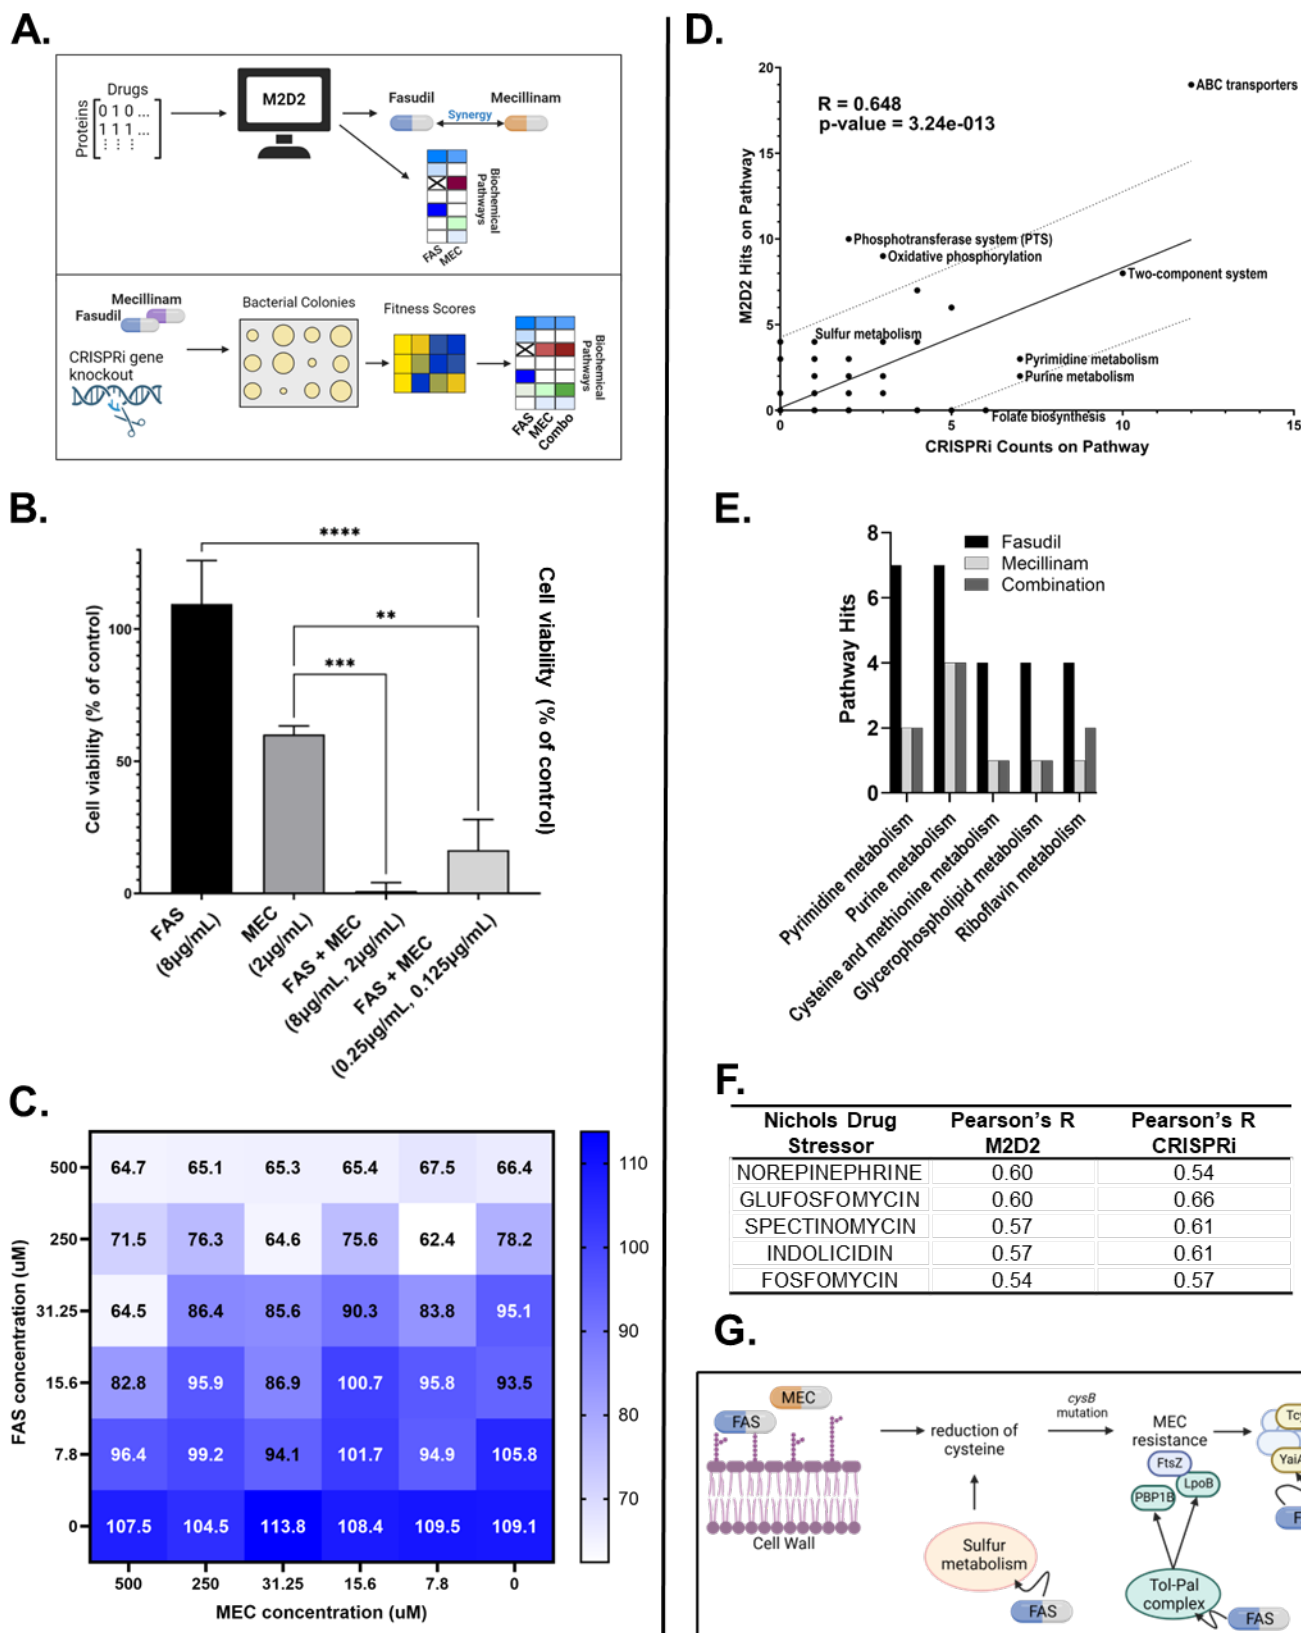 A.
Drugs
Proteins
0 1 0 ...
1 1 1 ...
M2D2
Fasudil
Mecillinam
Synergy
Biochemical
Pathways
FAS
MEC
Mecillinam
Fasudil
CRISPRi gene
knockout
Bacterial Colonies
Fitness Scores
Biochemical
Pathways
FAS
MEC
Combo
B.
Cell viability (% of control)
100
50
0
****
**
***
Cell viability (% of control)
FAS
(8µg/mL)
MEC
(2µg/mL)
FAS + MEC
(8µg/mL, 2µg/mL)
FAS + MEC
(0.25µg/mL, 0.125µg/mL)
C.
FAS concentration (uM)
500 64.7 65.1 65.3 65.4 67.5 66.4
250 71.5 76.3 64.6 75.6 62.4 78.2
31.25 64.5 86.4 85.6 90.3 83.8 95.1
15.6 82.8 95.9 86.9 100.7 95.8 93.5
7.8 96.4 99.2 94.1 101.7 94.9 105.8
0 107.5 104.5 113.8 108.4 109.5 109.1
500 250 31.25 15.6 7.8 0
MEC concentration (uM)
110
100
90
80
70
D.
M2D2 Hits on Pathway
20
15
10
5
0
R = 0.648
p-value = 3.24e-013
ABC transporters
Phosphotransferase system (PTS)
Oxidative phosphorylation
Two-component system
Sulfur metabolism
Pyrimidine metabolism
Purine metabolism
Folate biosynthesis
0 5 10 15
CRISPRi Counts on Pathway
E.
Pathway Hits
8
6
4
2
0
Fasudil
Mecillinam
Combination
Pyrimidine metabolism
Purine metabolism
Cysteine and methionine metabolism
Glycerophospholipid metabolism
Riboflavin metabolism
F.
Nichols Drug Stressor Pearson's R M2D2 Pearson's R CRISPRi
NOREPINEPHRINE 0.60 0.54
GLUFOSFOMYCIN 0.60 0.66
SPECTINOMYCIN 0.57 0.61
INDOLICIDIN 0.57 0.61
FOSFOMYCIN 0.54 0.57
G.
MEC
FAS
Cell Wall
reduction of
cysteine
Sulfur
metabolism
FAS
cysB
mutation
MEC
resistance
FtsZ
LpoB
PBP1B
Tol-Pal
complex
FAS
Tcy
YaiA
F